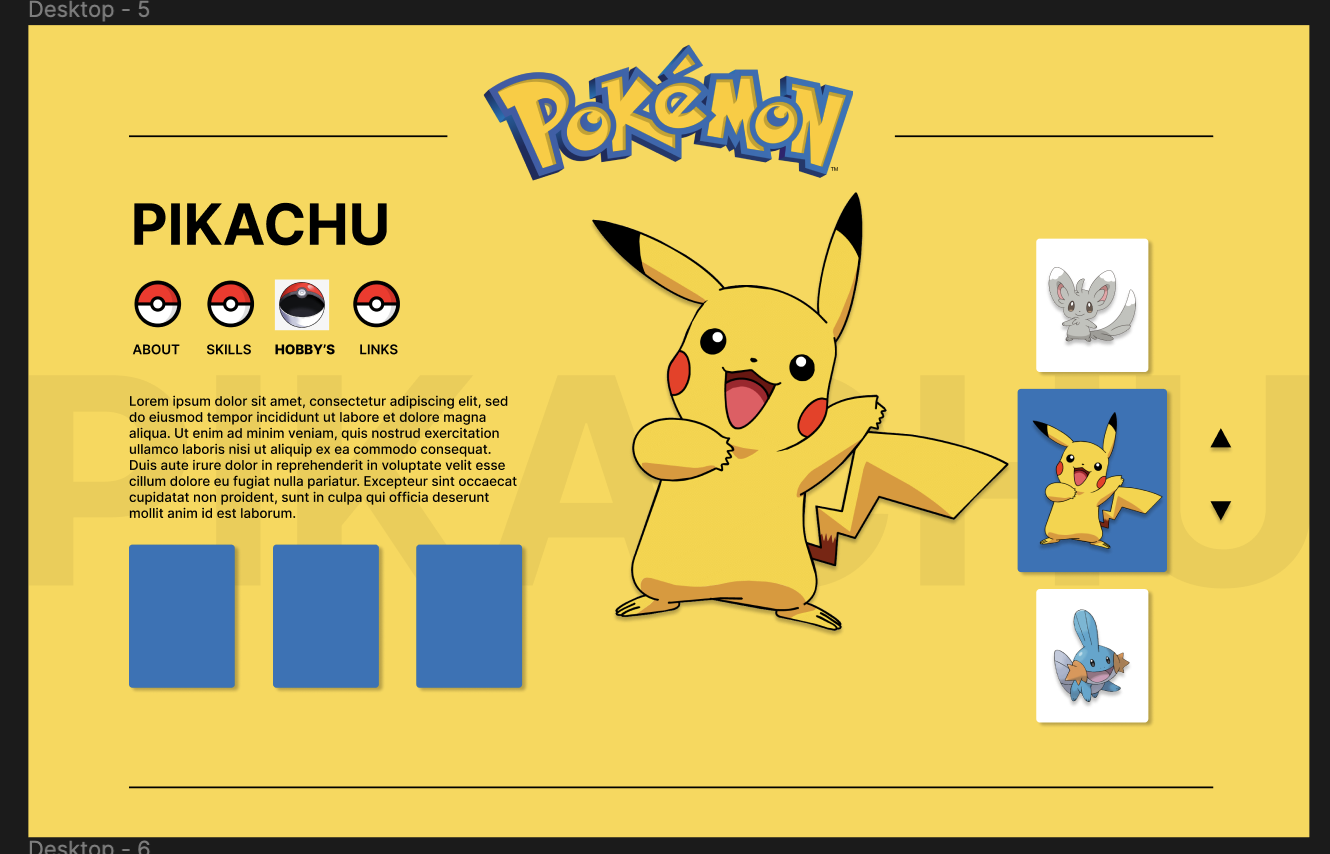 Desktop - 5
Pokémon
TM
PIKACHU
ABOUT
SKILLS
HOBBY'S
LINKS
PIKACHU
Lorem ipsum dolor sit amet, consectetur adipiscing elit, sed
do eiusmod tempor incididunt ut labore et dolore magna
aliqua. Ut enim ad minim veniam, quis nostrud exercitation
ullamco laboris nisi ut aliquip ex ea commodo consequat.
Duis aute irure dolor in reprehenderit in voluptate velit esse
cillum dolore eu fugiat nulla pariatur. Excepteur sint occaecat
cupidatat non proident, sunt in culpa qui officia deserunt
mollit anim id est laborum.
Desktop - 6